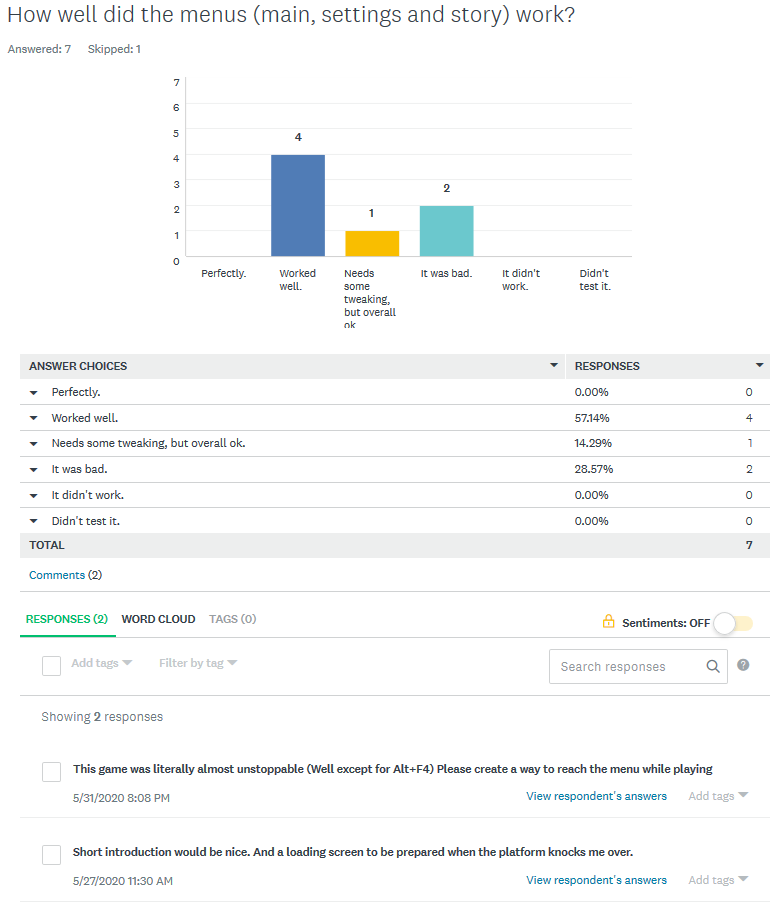 How well did the menus (main, settings and story) work?
Answered: 7 Skipped: 1
7
6
5
4
3
2
1
0
4
1
2
Perfectly.
Worked
well.
Needs
some
tweaking,
but overall
ok
It was bad.
It didn't
work.
Didn't
test it.
ANSWER CHOICES RESPONSES
Perfectly. 0.00% 0
Worked well. 57.14% 4
Needs some tweaking, but overall ok. 14.29% 1
It was bad. 28.57% 2
It didn't work. 0.00% 0
Didn't test it. 0.00% 0
TOTAL 7
Comments (2)
RESPONSES (2) WORD CLOUD TAGS (0) Sentiments: OFF
Add tags Filter by tag Search responses ?
Showing 2 responses
This game was literally almost unstoppable (Well except for Alt+F4) Please create a way to reach the menu while playing
5/31/2020 8:08 PM View respondent's answers Add tags
Short introduction would be nice. And a loading screen to be prepared when the platform knocks me over.
5/27/2020 11:30 AM View respondent's answers Add tags